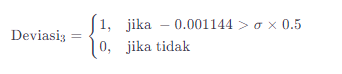 Deviasi₃ = { 1, jika − 0.001144 > σ × 0.5
0, jika tidak